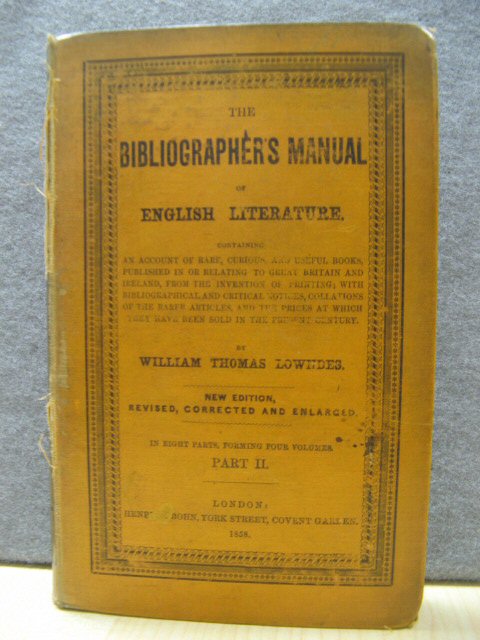 THE
BIBLIOGRAPHER'S MANUAL
OF
ENGLISH LITERATURE.
CONTAINING
AN ACCOUNT OF RARE, CURIOUS, AND USEFUL BOOKS,
PUBLISHED IN OR RELATING TO GREAT BRITAIN AND
IRELAND, FROM THE INVENTION OF PRINTING; WITH
BIBLIOGRAPHICAL AND CRITICAL NOTICES, COLLATIONS
OF THE RARER ARTICLES, AND THE PRICES AT WHICH
THEY HAVE BEEN SOLD IN THE PRESENT CENTURY.
BY
WILLIAM THOMAS LOWNDES.
NEW EDITION,
REVISED, CORRECTED AND ENLARGED.
IN EIGHT PARTS, FORMING FOUR VOLUMES.
PART II.
LONDON:
HENRY BOHN, YORK STREET, COVENT GARDEN.
1858.